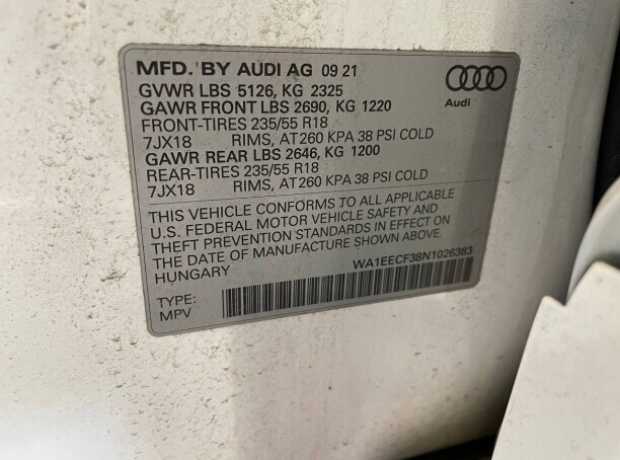 MFD. BY AUDI AG 09 21
GVWR LBS 5126, KG 2325
GAWR FRONT LBS 2690, KG 1220
FRONT-TIRES 235/55 R18
7JX18 RIMS, AT260 KPA 38 PSI COLD
GAWR REAR LBS 2646, KG 1200
REAR-TIRES 235/55 R18
7JX18 RIMS, AT260 KPA 38 PSI COLD
Audi
THIS VEHICLE CONFORMS TO ALL APPLICABLE
U.S. FEDERAL MOTOR VEHICLE SAFETY AND
THEFT PREVENTION STANDARDS IN EFFECT ON
THE DATE OF MANUFACTURE SHOWN ABOVE.
HUNGARY
WA1EECF38N1026383
TYPE:
MPV